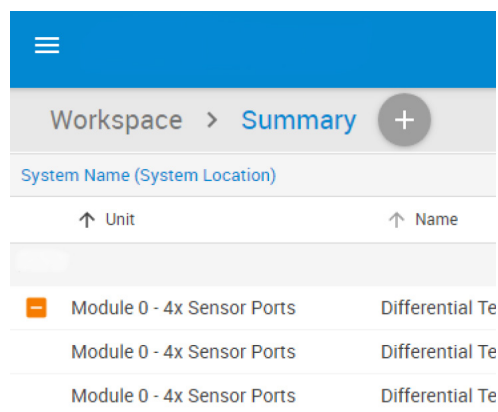 Workspace > Summary
System Name (System Location)
Unit Name
Module 0 - 4x Sensor Ports Differential Te
Module 0 - 4x Sensor Ports Differential Te
Module 0 - 4x Sensor Ports Differential Te